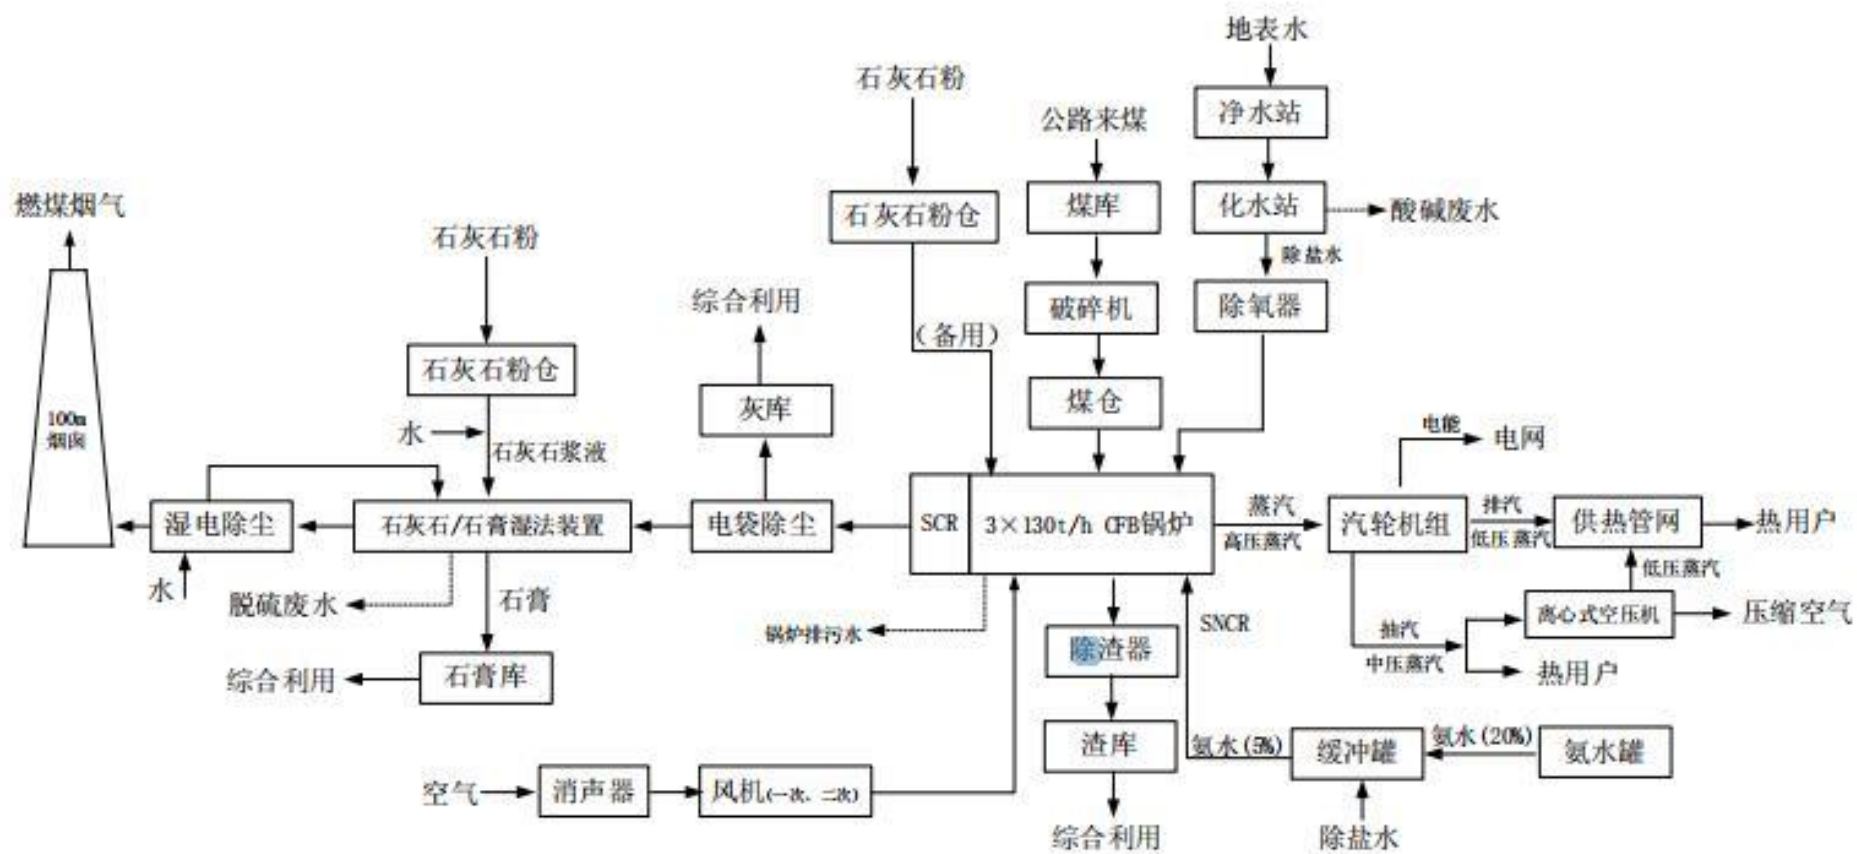 地表水
石灰石粉
净水站
公路来煤
燃煤烟气
石灰石粉仓
煤库
化水站
酸碱废水
石灰石粉
除盐水
综合利用
破碎机
除氧器
(备用)
石灰石粉仓
灰库
煤仓
100m
烟囱
水
石灰石浆液
电能
电网
湿电除尘
石灰石/石膏湿法装置
电袋除尘
SCR
3×130t/h CFB锅炉
蒸汽
高压蒸汽
汽轮机组
排汽
低压蒸汽
供热管网
热用户
水
脱硫废水
石膏
锅炉排污水
SNCR
低压蒸汽
离心式空压机
压缩空气
抽汽
中压蒸汽
热用户
除渣器
综合利用
石膏库
渣库
氨水(5%)
缓冲罐
氨水(20%)
氨水罐
空气
消声器
风机(一次、二次)
综合利用
除盐水